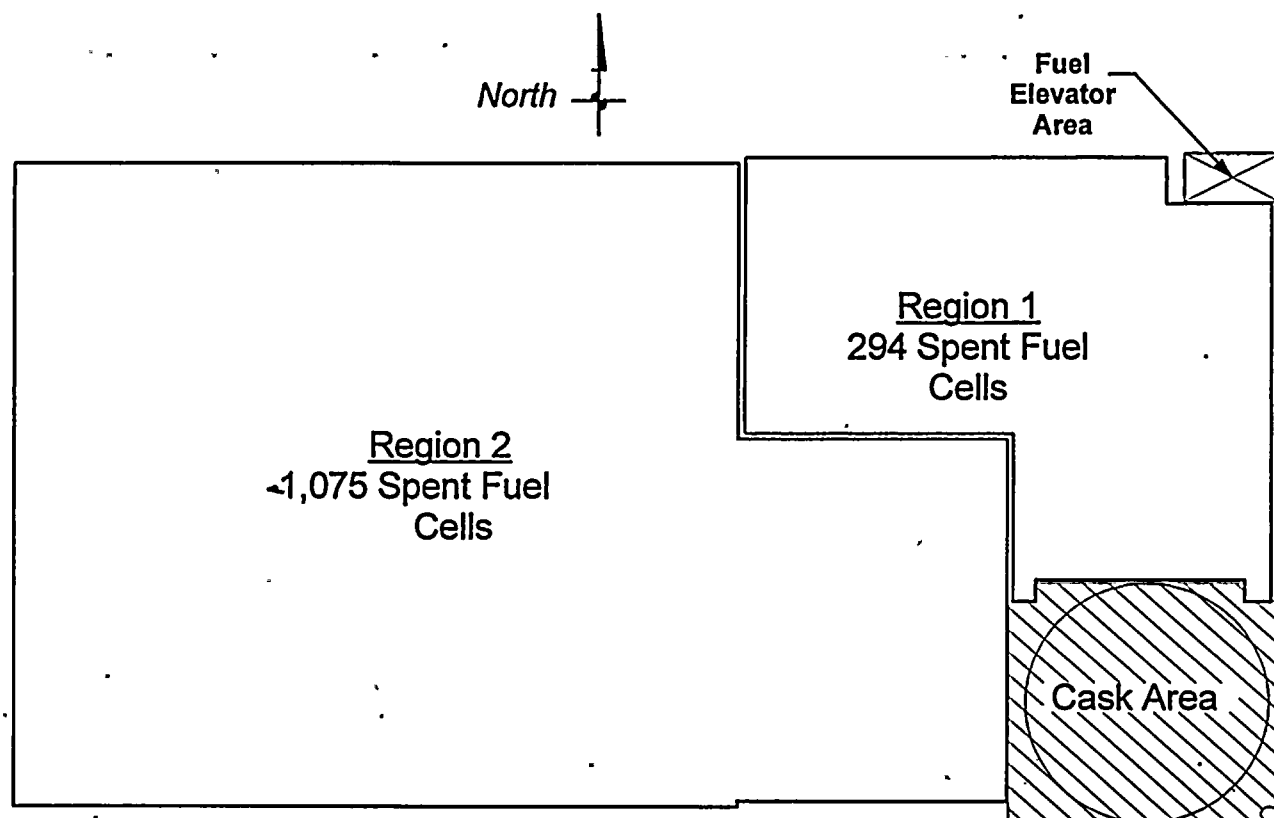 North
Fuel
Elevator
Area
Region 1
294 Spent Fuel
Cells
Region 2
1,075 Spent Fuel
Cells
Cask Area